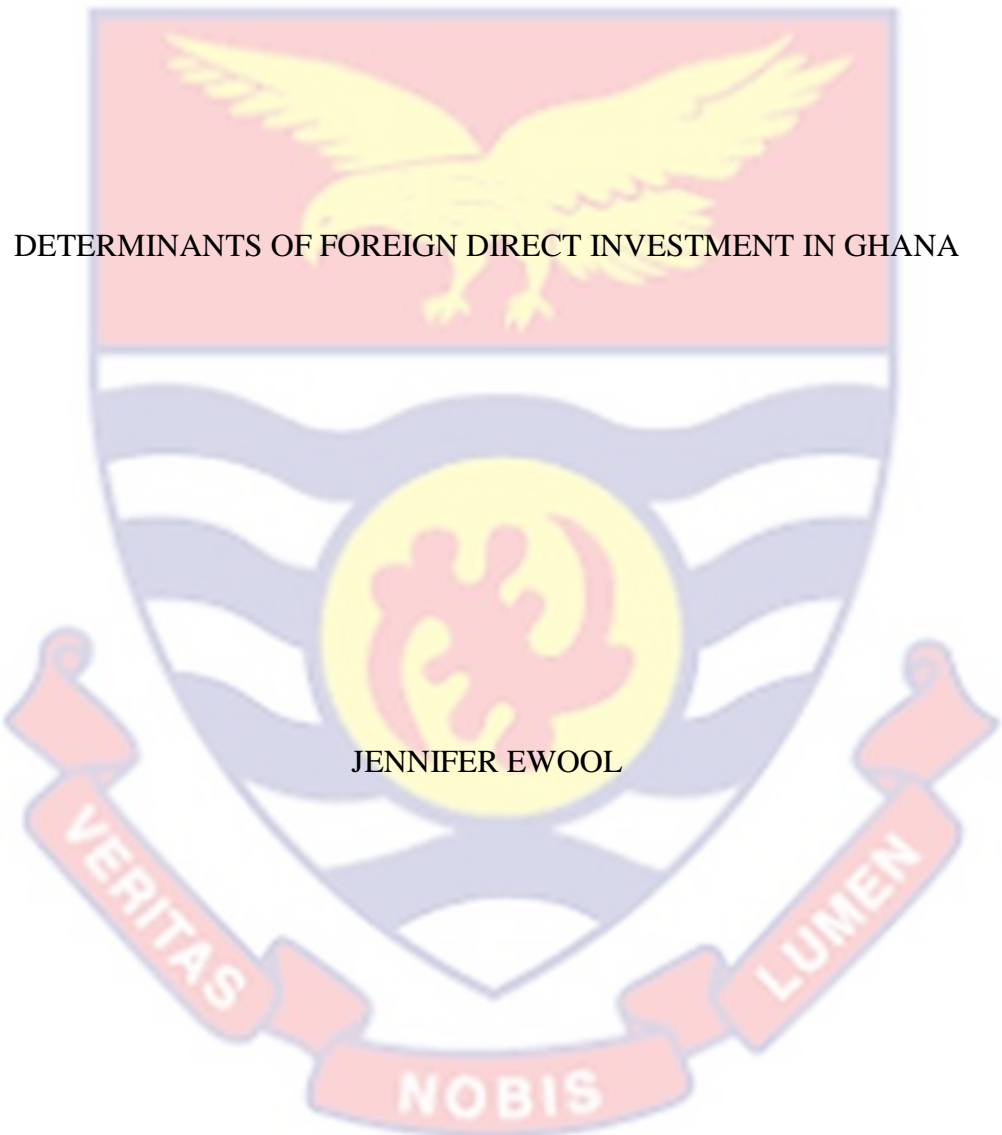 DETERMINANTS OF FOREIGN DIRECT INVESTMENT IN GHANA
JENNIFER EWOOL
VERITAS
NOBIS
LUMEN